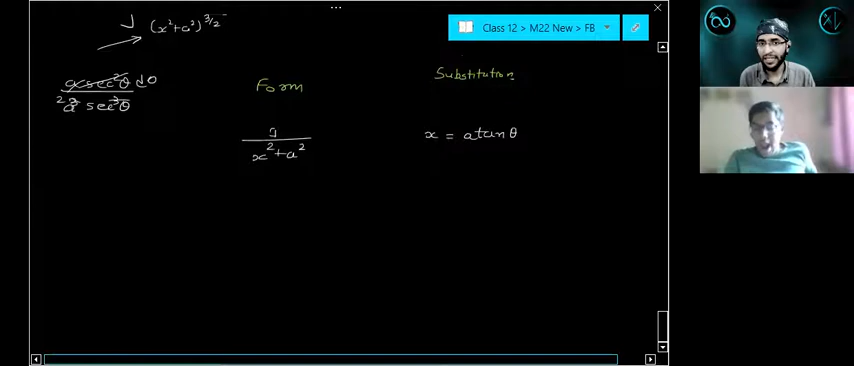 ∫ (x²+a²)^3/2
Class 12 > M22 New > FB
a sec²θ dθ
a³ sec³θ
Form
Substitution
1
x² + a²
x = a tan θ